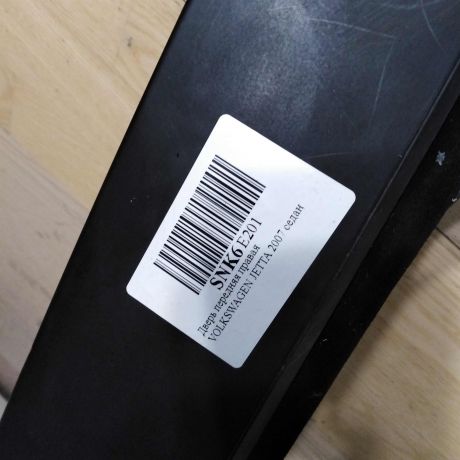 SNK6 E201
Дверь передняя правая
VOLKSWAGEN JETTA 2007 седан